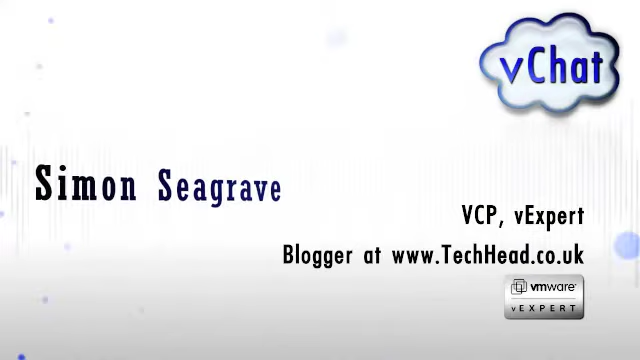 vChat
Simon Seagrave
VCP, vExpert
Blogger at www.TechHead.co.uk
vmware
vEXPERT